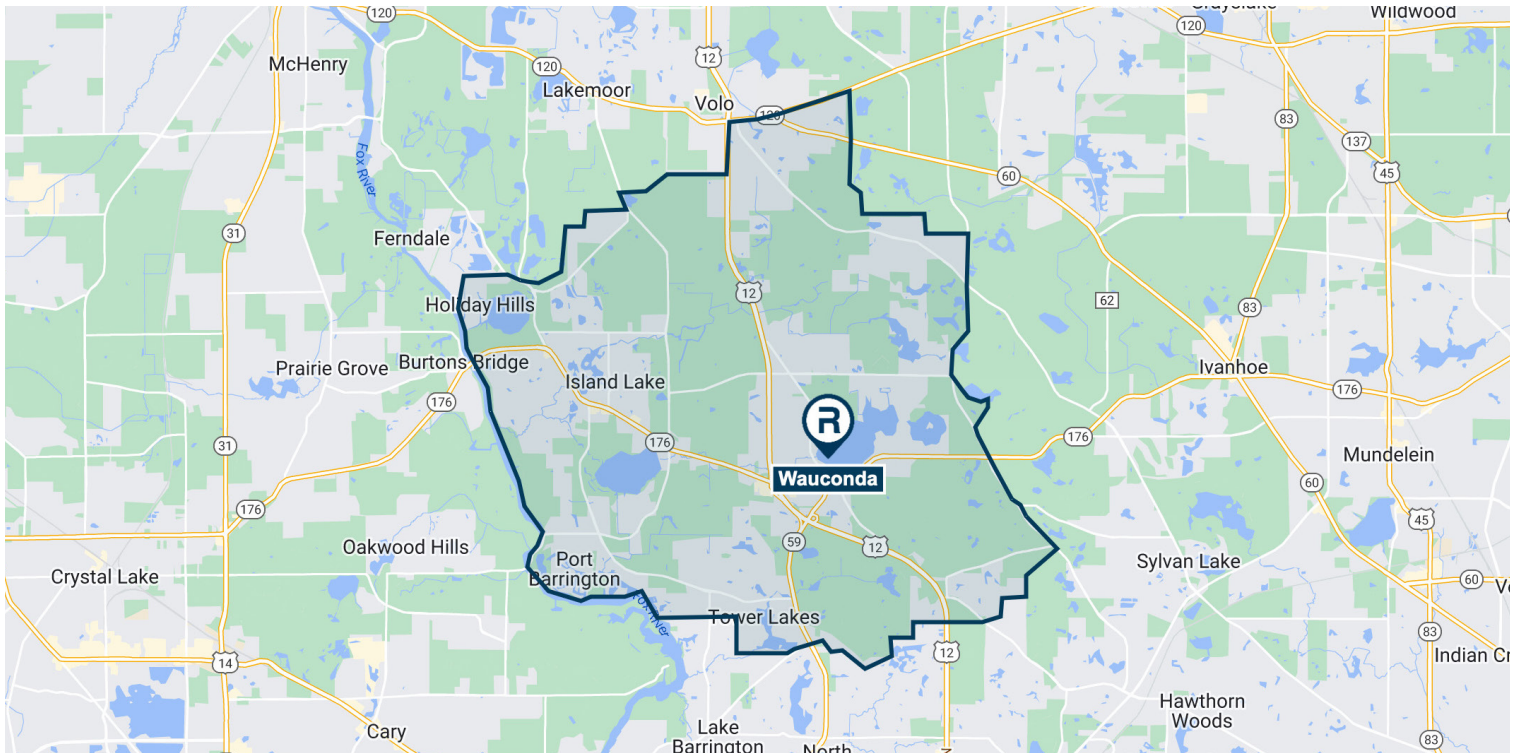 120
Wildwood
120
McHenry
12
120
Lakemoor
Volo
120
83
137
45
60
Fox River
31
Ferndale
12
62
83
Holiday Hills
Prairie Grove
Burtons Bridge
Island Lake
Ivanhoe
176
176
R
176
176
31
Mundelein
Wauconda
60
176
45
59
12
Oakwood Hills
Port
Barrington
Crystal Lake
Sylvan Lake
60
Fox River
Tower Lakes
83
12
14
Indian Cr
Hawthorn
Woods
Cary
Lake
Barrington
North
83